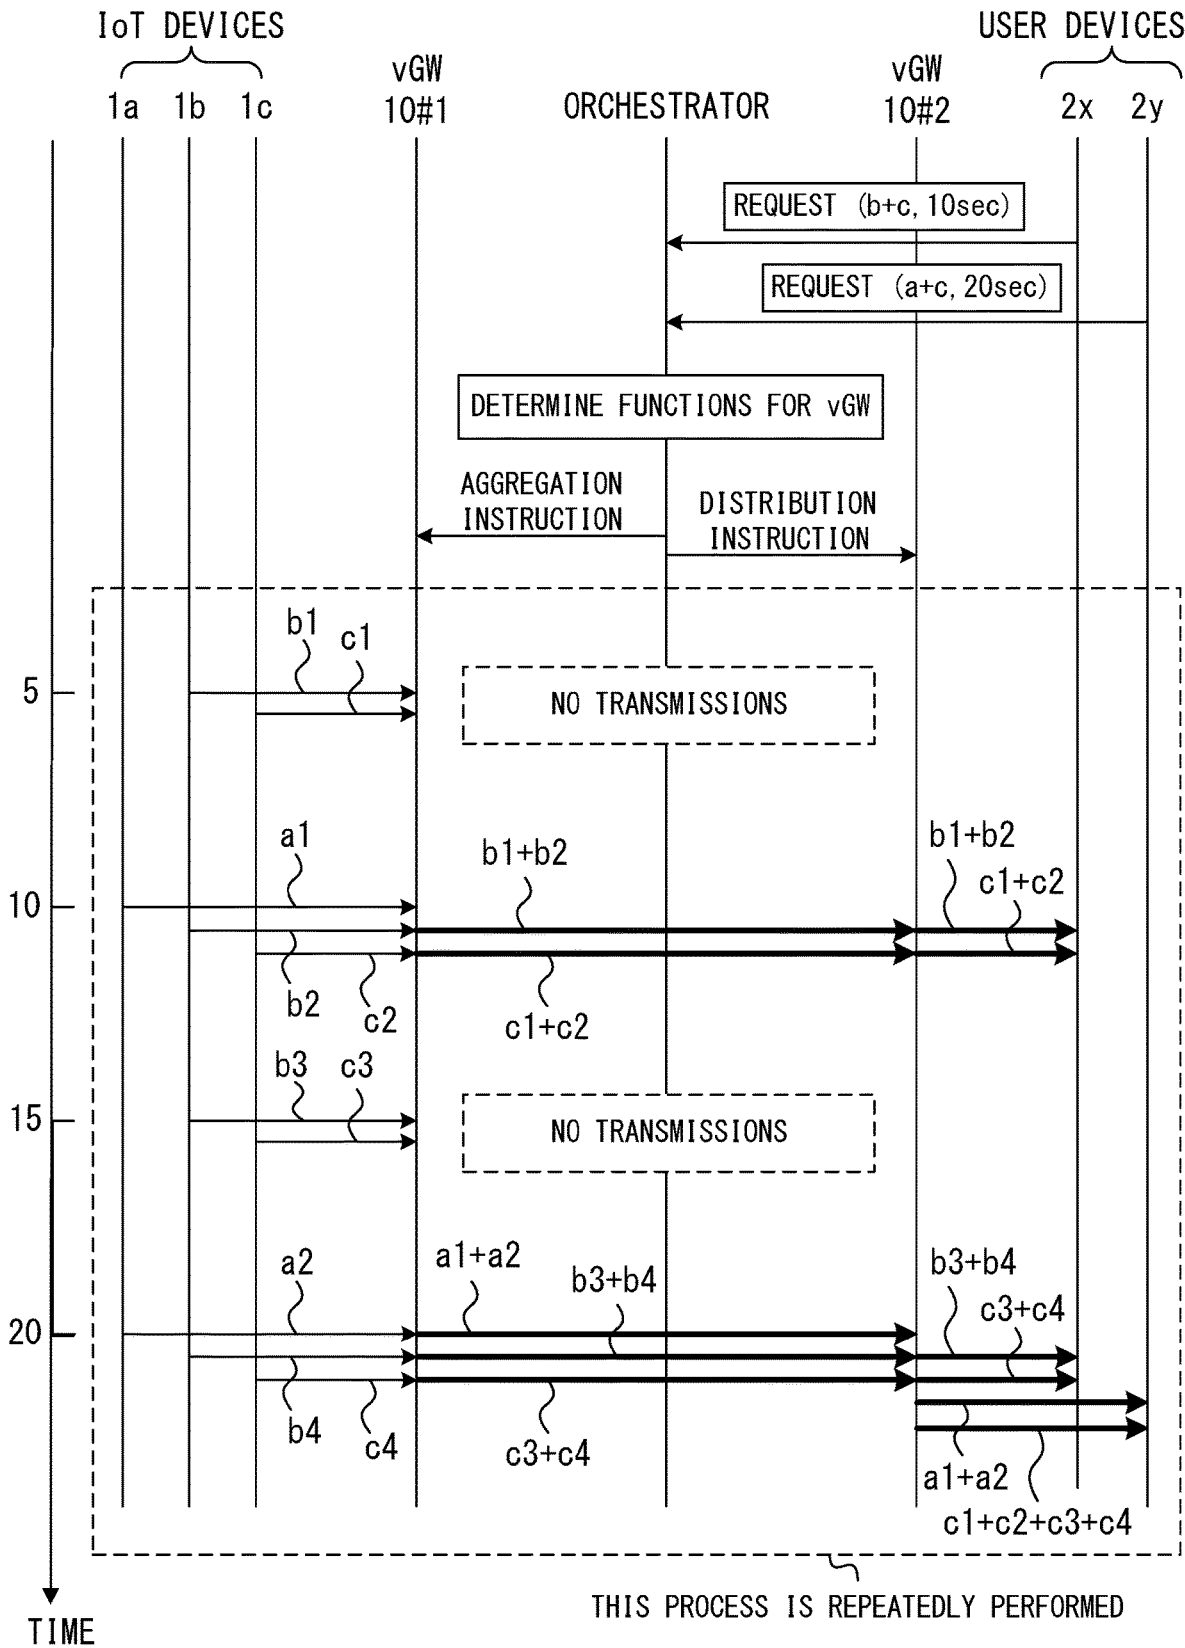 IoT DEVICES
USER DEVICES
1a 1b 1c
vGW
10#1
ORCHESTRATOR
vGW
10#2
2x 2y
REQUEST (b+c, 10sec)
REQUEST (a+c, 20sec)
DETERMINE FUNCTIONS FOR vGW
AGGREGATION
INSTRUCTION
DISTRIBUTION
INSTRUCTION
b1
c1
5
NO TRANSMISSIONS
a1
b1+b2
b1+b2
c1+c2
10
b2
c2
c1+c2
b3
c3
15
NO TRANSMISSIONS
a2
a1+a2
b3+b4
b3+b4
c3+c4
20
b4
c4
c3+c4
a1+a2
c1+c2+c3+c4
THIS PROCESS IS REPEATEDLY PERFORMED
TIME